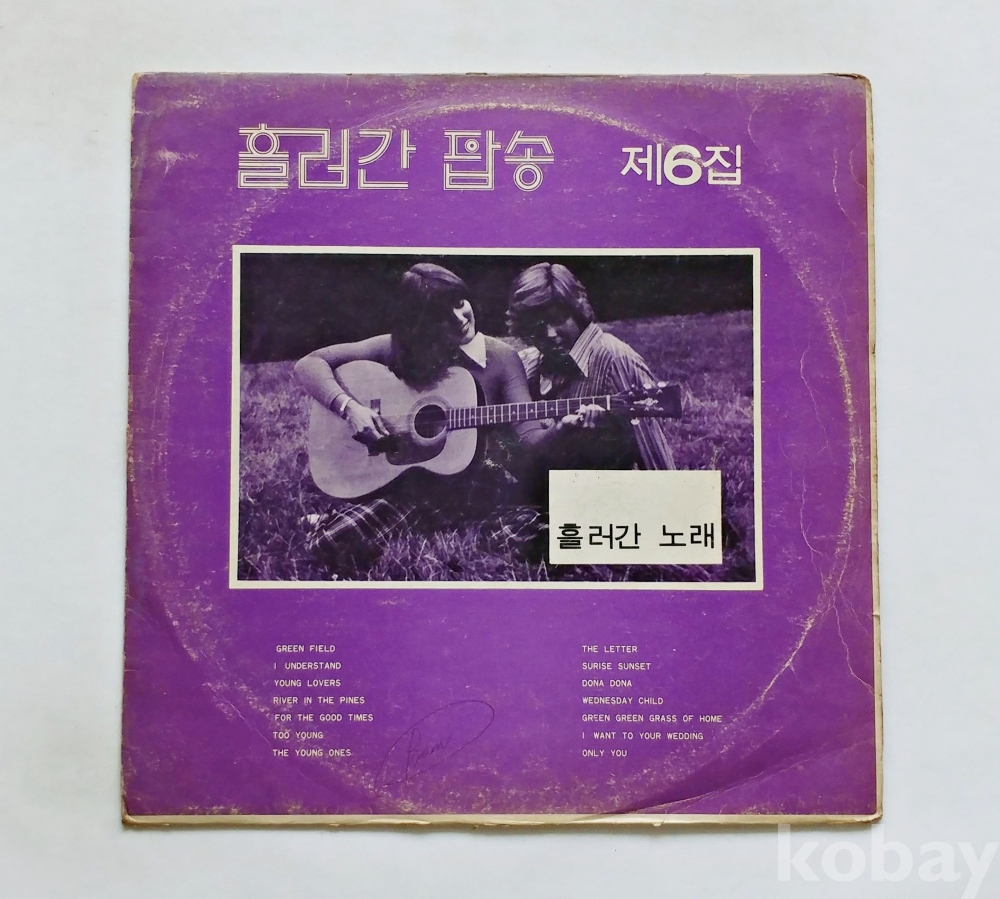 흘러간 팝송 제6집
흘러간 노래
GREEN FIELD
I UNDERSTAND
YOUNG LOVERS
RIVER IN THE PINES
FOR THE GOOD TIMES
TOO YOUNG
THE YOUNG ONES
THE LETTER
SURISE SUNSET
DONA DONA
WEDNESDAY CHILD
GREEN GREEN GRASS OF HOME
I WANT TO YOUR WEDDING
ONLY YOU
kobay